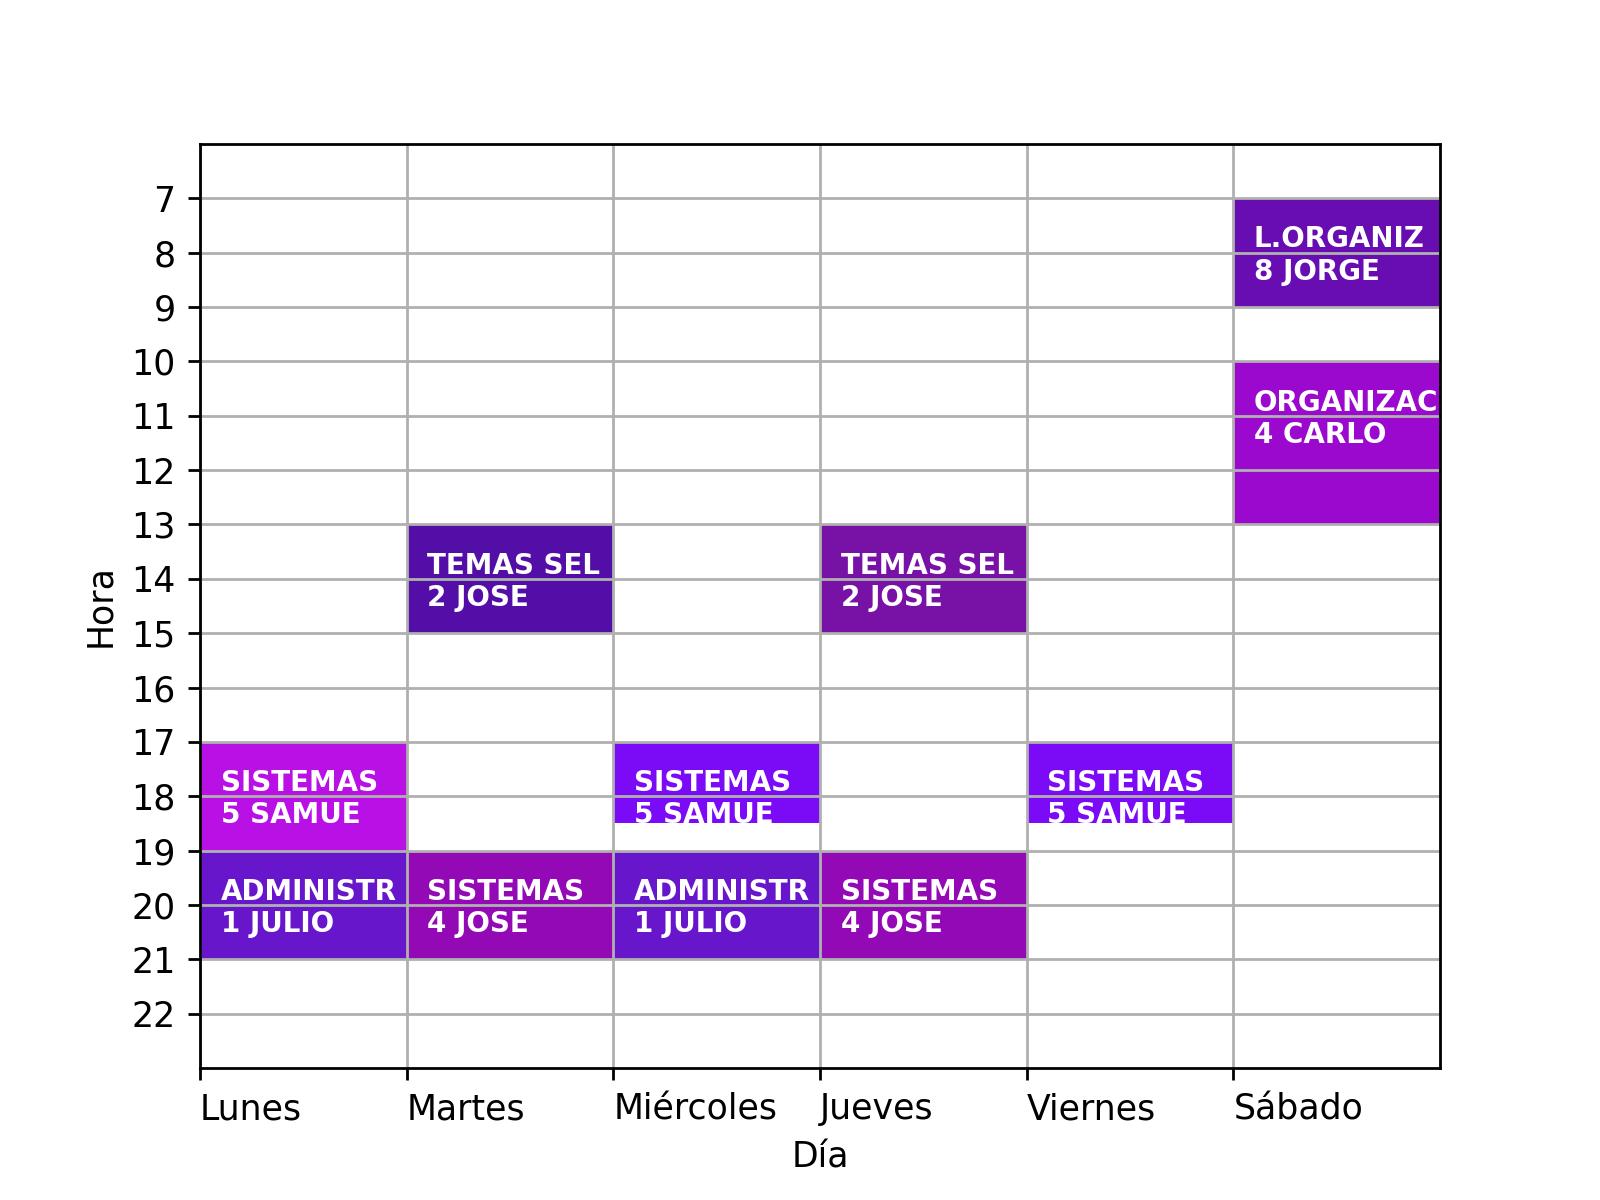 7
L.ORGANIZ
8
8 JORGE
9
10
ORGANIZAC
11
4 CARLO
12
13
TEMAS SEL
TEMAS SEL
14
2 JOSE
2 JOSE
Hora
15
16
17
SISTEMAS
SISTEMAS
SISTEMAS
18
5 SAMUE
5 SAMUE
5 SAMUE
19
ADMINISTR
SISTEMAS
ADMINISTR
SISTEMAS
20
1 JULIO
4 JOSE
1 JULIO
4 JOSE
21
22
Lunes
Martes
Miércoles
Jueves
Viernes
Sábado
Día